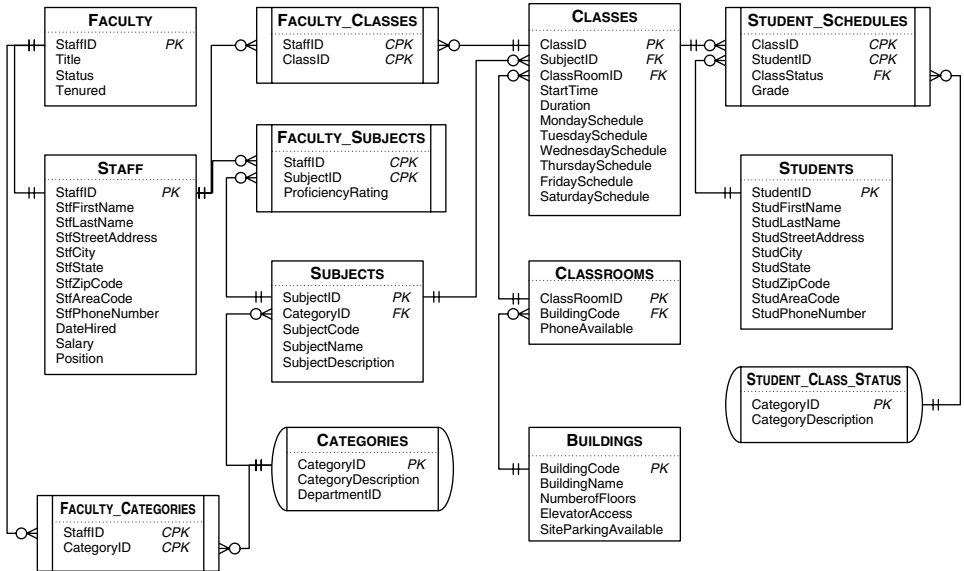 FACULTY
StaffID PK
Title
Status
Tenured
FACULTY_CLASSES
StaffID CPK
ClassID CPK
CLASSES
ClassID PK
SubjectID FK
ClassRoomID FK
StartTime
Duration
MondaySchedule
TuesdaySchedule
WednesdaySchedule
ThursdaySchedule
FridaySchedule
SaturdaySchedule
STUDENT_SCHEDULES
ClassID CPK
StudentID CPK
ClassStatus FK
Grade
STAFF
StaffID PK
StfFirstName
StfLastName
StfStreetAddress
StfCity
StfState
StfZipCode
StfAreaCode
StfPhoneNumber
DateHired
Salary
Position
FACULTY_SUBJECTS
StaffID CPK
SubjectID CPK
ProficiencyRating
STUDENTS
StudentID PK
StudFirstName
StudLastName
StudStreetAddress
StudCity
StudState
StudZipCode
StudAreaCode
StudPhoneNumber
SUBJECTS
SubjectID PK
CategoryID FK
SubjectCode
SubjectName
SubjectDescription
CLASSROOMS
ClassRoomID PK
BuildingCode FK
PhoneAvailable
STUDENT_CLASS_STATUS
CategoryID PK
CategoryDescription
CATEGORIES
CategoryID PK
CategoryDescription
DepartmentID
BUILDINGS
BuildingCode PK
BuildingName
NumberofFloors
ElevatorAccess
SiteParkingAvailable
FACULTY_CATEGORIES
StaffID CPK
CategoryID CPK